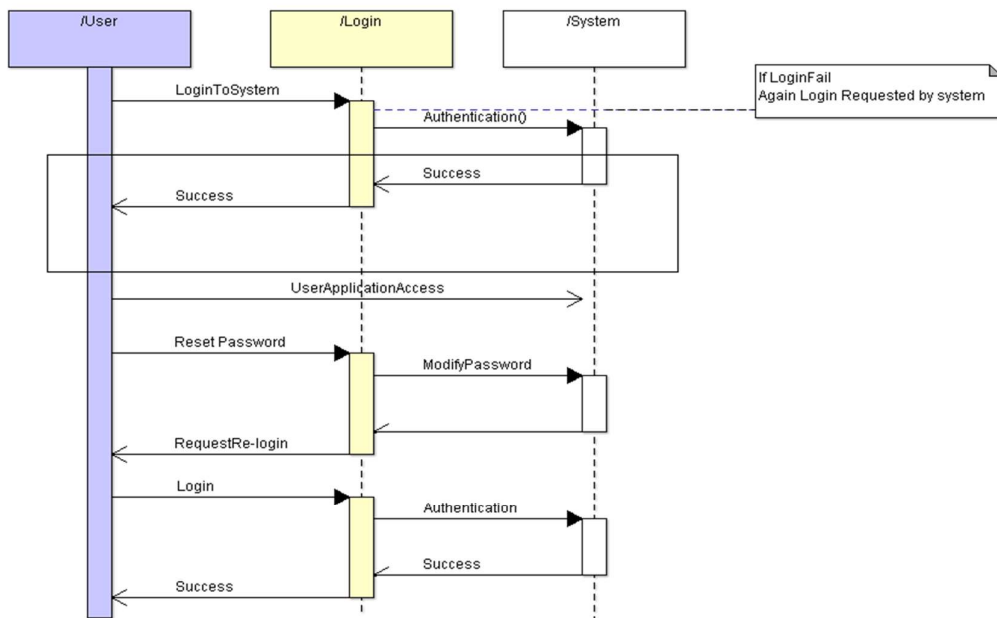 /User
/Login
/System
If LoginFail
Again Login Requested by system
LoginToSystem
Authentication()
Success
Success
UserApplicationAccess
Reset Password
ModifyPassword
RequestRe-login
Login
Authentication
Success
Success